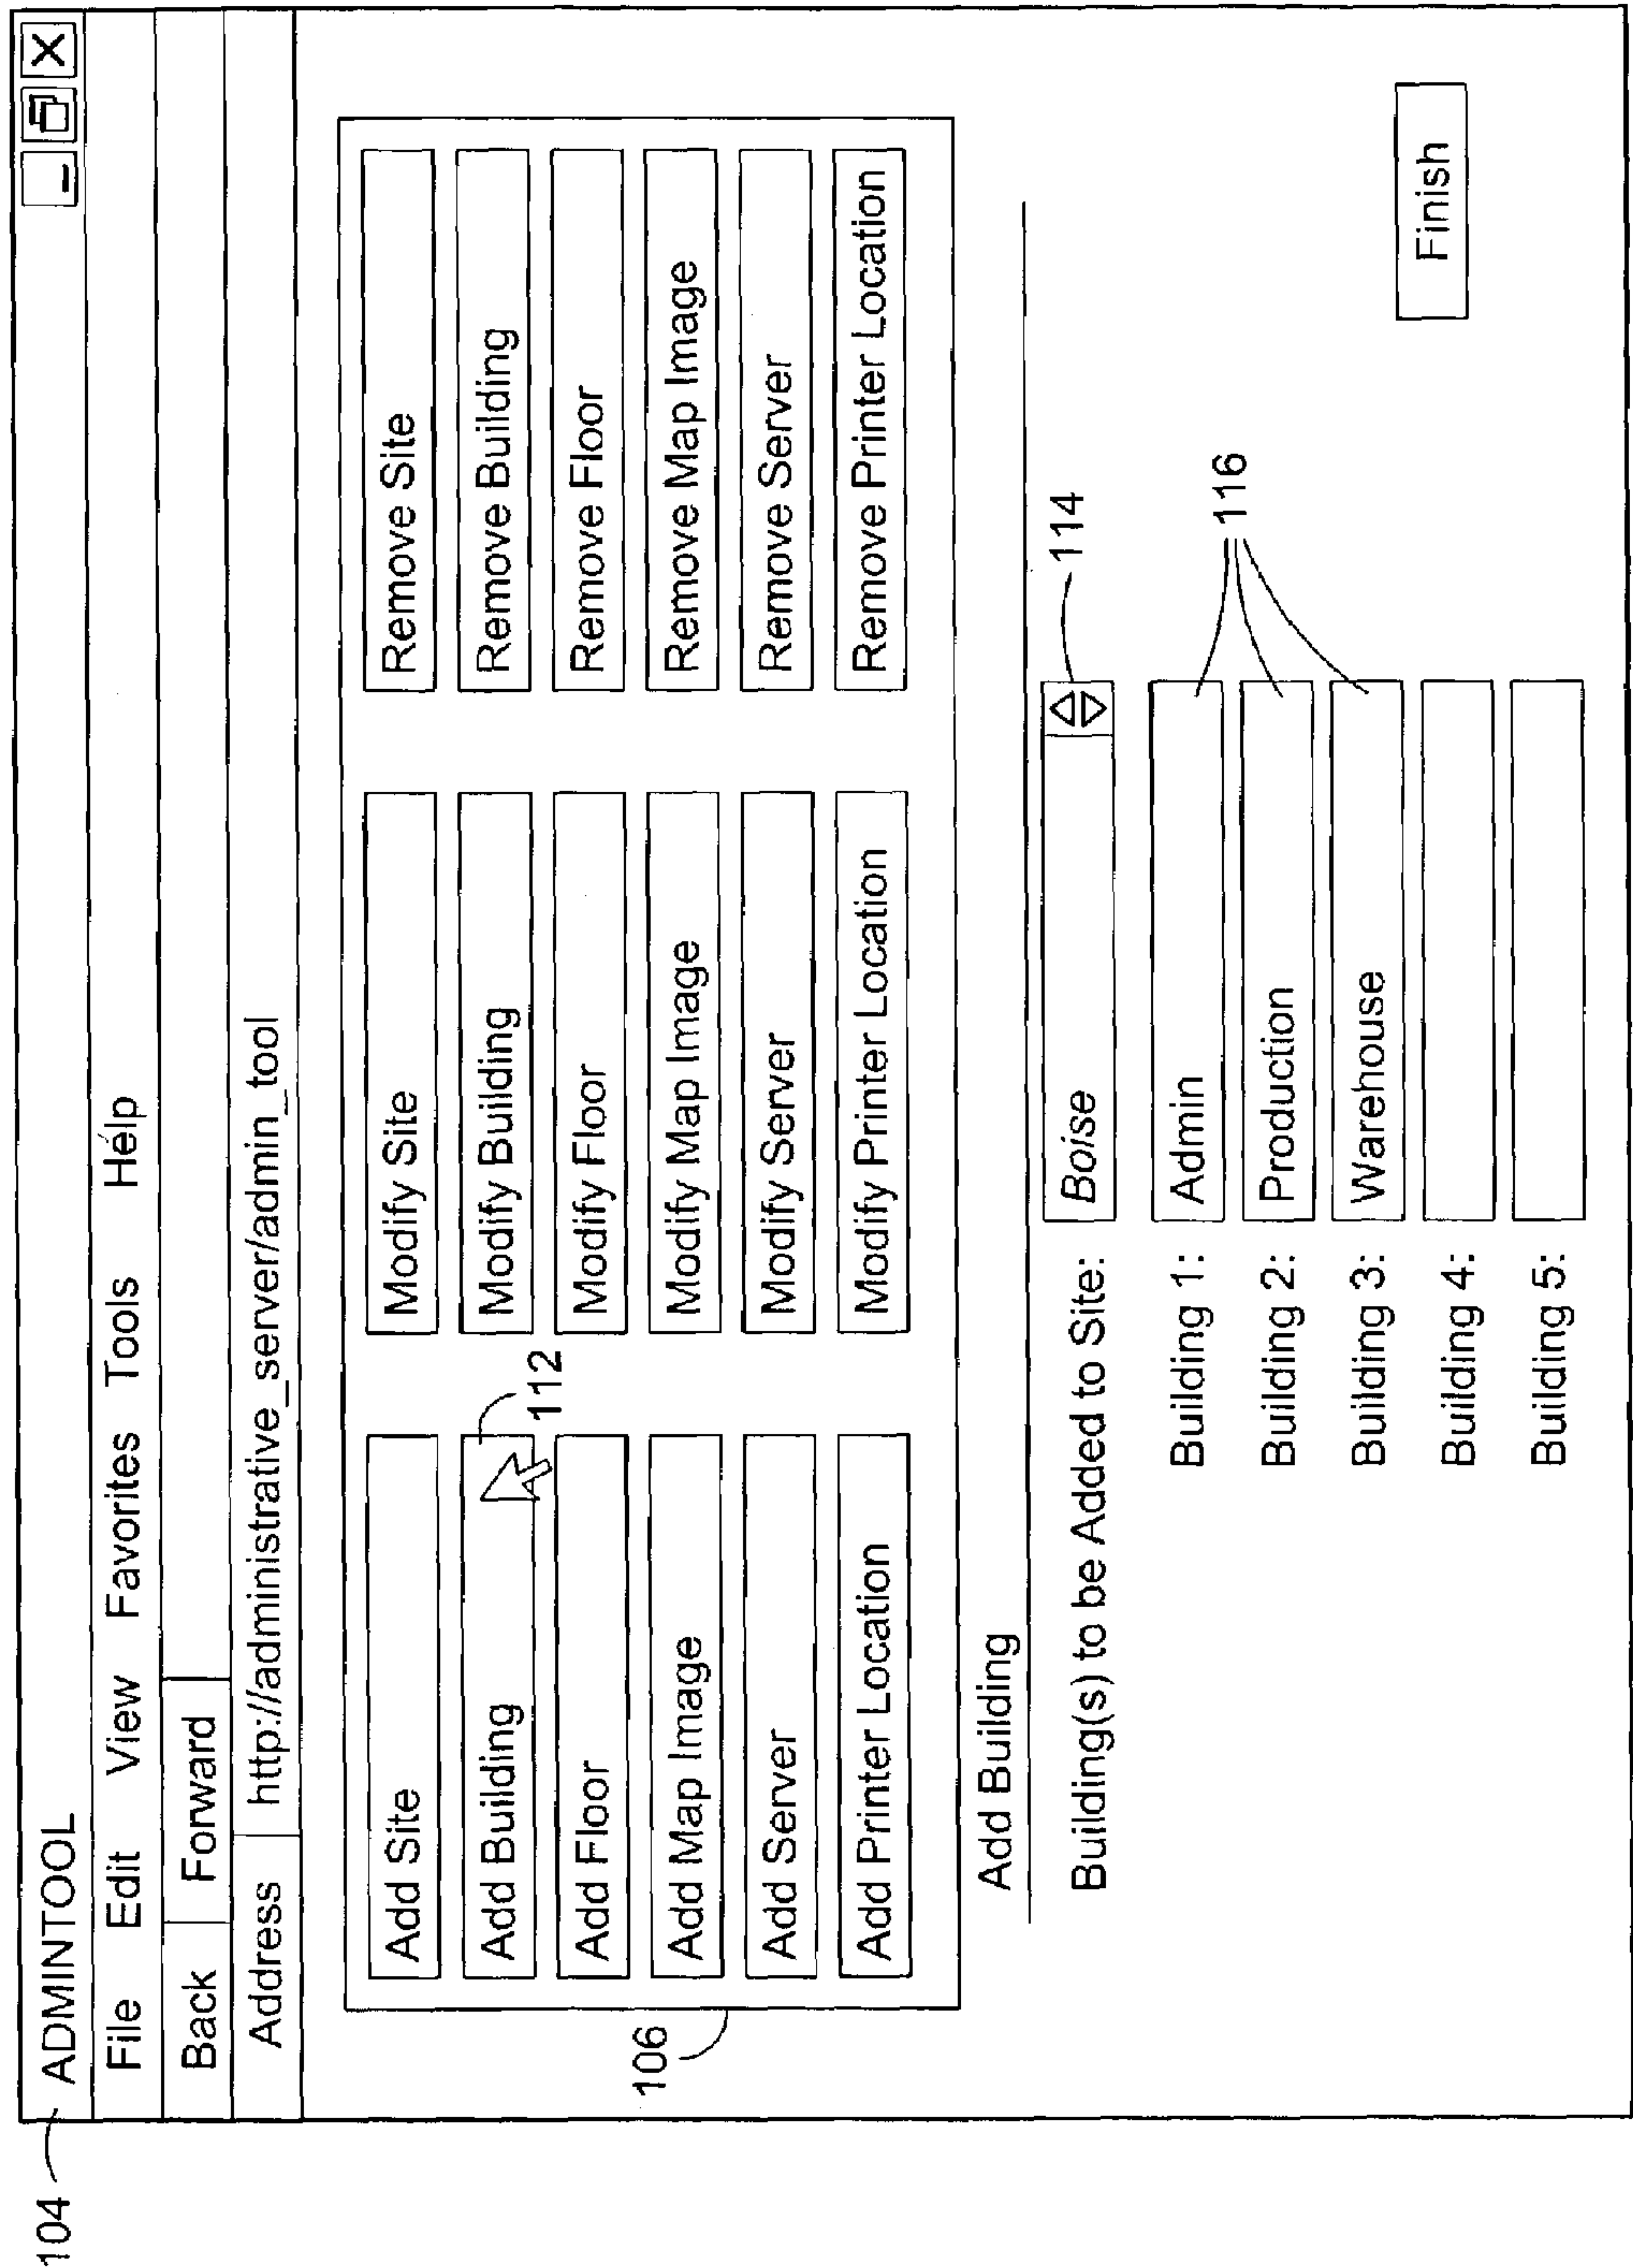 104
ADMINTOOL
File Edit View Favorites Tools Help
Back Forward
Address http://administrative_server/admin_tool
Add Site Modify Site Remove Site
Add Building Modify Building Remove Building
112
Add Floor Modify Floor Remove Floor
Add Map Image Modify Map Image Remove Map Image
106
Add Server Modify Server Remove Server
Add Printer Location Modify Printer Location Remove Printer Location
Add Building
Building(s) to be Added to Site: Boise 114
Building 1: Admin
116
Building 2: Production
Building 3: Warehouse
Building 4:
Finish
Building 5: